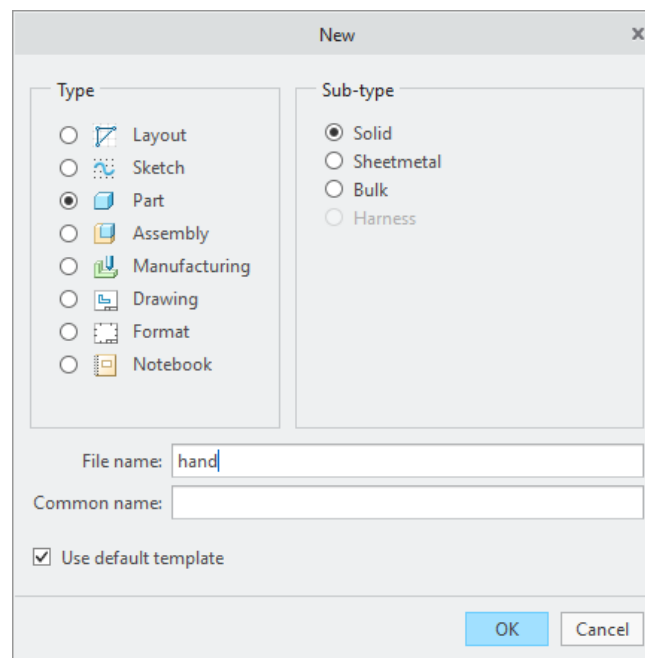 New
Type
Layout
Sketch
Part
Assembly
Manufacturing
Drawing
Format
Notebook
Sub-type
Solid
Sheetmetal
Bulk
Harness
File name: hand
Common name:
Use default template
OK Cancel